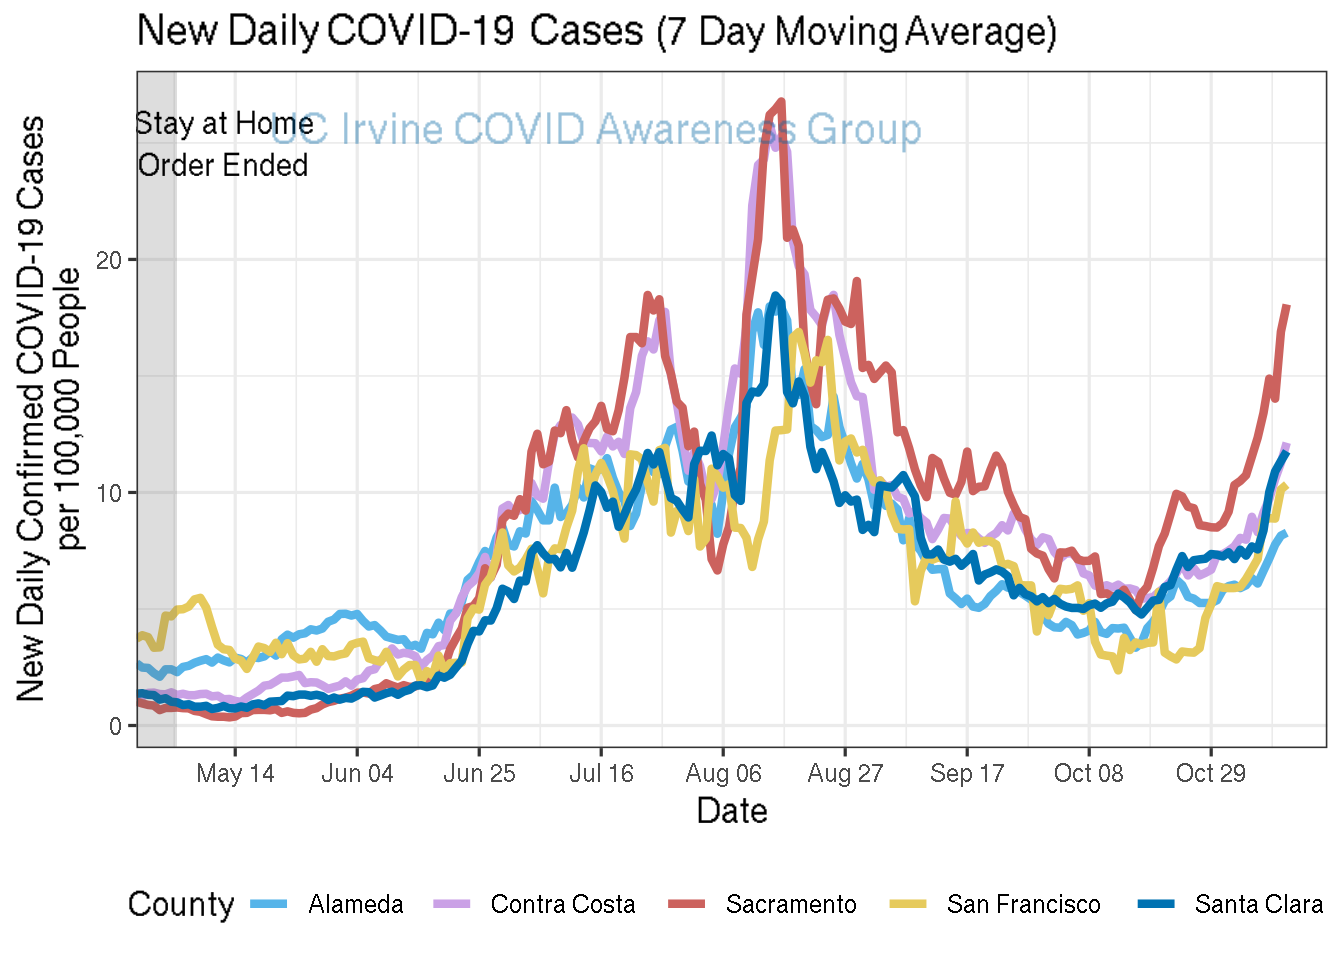 New Daily COVID-19 Cases (7 Day Moving Average)
Stay at Home
Order Ended
UC Irvine COVID Awareness Group
New Daily Confirmed COVID-19 Cases
per 100,000 People
20
10
0
May 14 Jun 04 Jun 25 Jul 16 Aug 06 Aug 27 Sep 17 Oct 08 Oct 29
Date
County Alameda Contra Costa Sacramento San Francisco Santa Clara